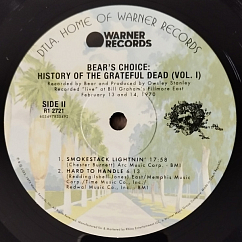 DTLA. HOME OF WARNER RECORDS
WARNER
RECORDS
BEAR'S CHOICE:
HISTORY OF THE GRATEFUL DEAD (VOL. I)
Recorded by Bear and Produced by Owsley Stanley
Recorded "live" at Bill Graham's Fillmore East
February 13 and 14, 1970
SIDE II
R1-2721
1. SMOKESTACK LIGHTNIN' 17:58
(Chester Burnett) Arc Music Corp. - BMI
2. HARD TO HANDLE 6:13
(Redding/Isbell/Jones) East/Memphis Music
Corp./Time Music Co., Inc./
Redwal Music Co., Inc. - BMI